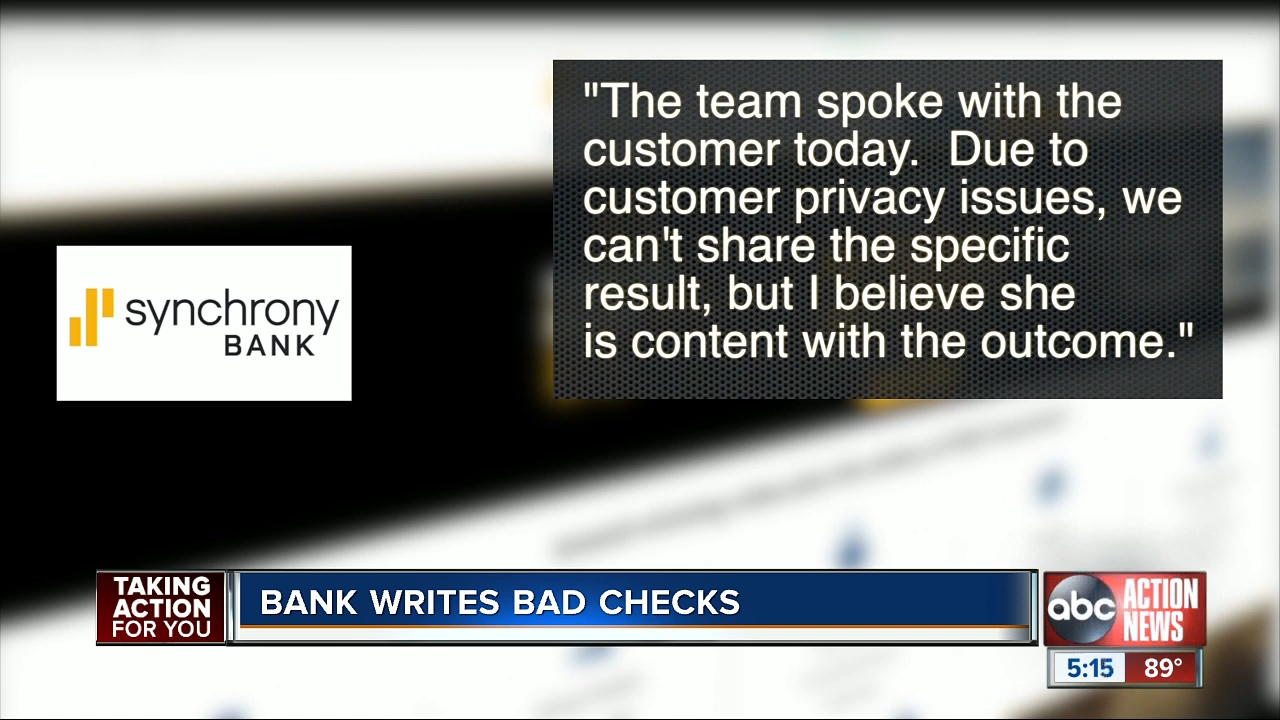 "The team spoke with the
customer today.  Due to
customer privacy issues, we
can't share the specific
result, but I believe she
is content with the outcome."
synchrony
BANK
TAKING
ACTION
FOR YOU
BANK WRITES BAD CHECKS
abc
ACTION
NEWS
5:15
89°